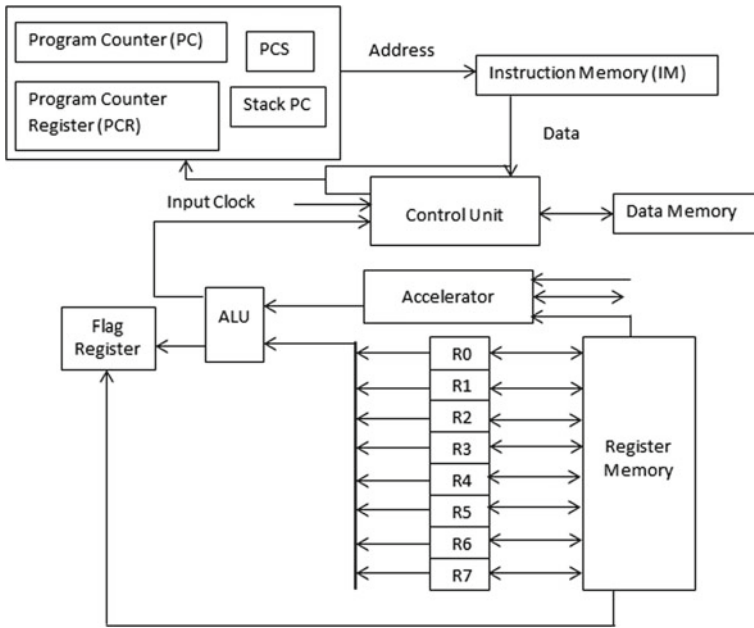 Program Counter (PC)
PCS
Program Counter
Register (PCR)
Stack PC
Address
Instruction Memory (IM)
Data
Input Clock
Control Unit
Data Memory
Accelerator
ALU
Flag
Register
R0
R1
R2
R3
R4
R5
R6
R7
Register
Memory